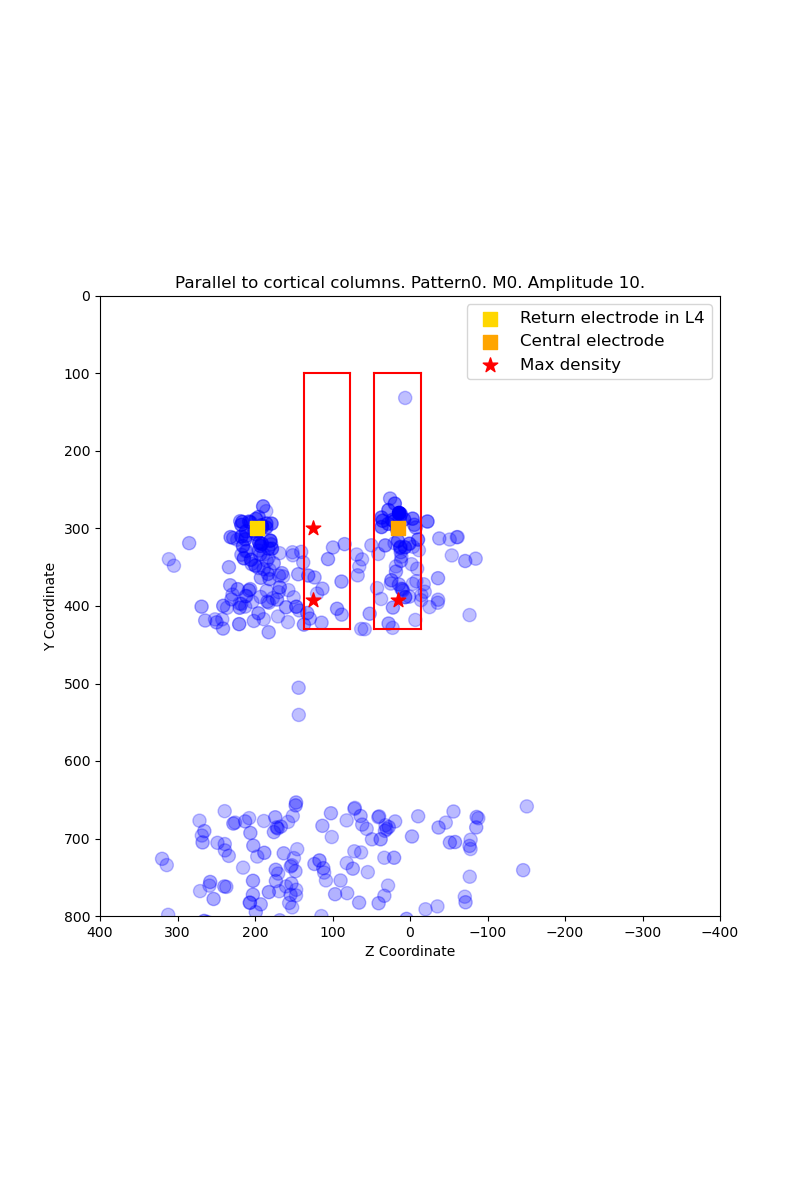 Parallel to cortical columns. Pattern0. M0. Amplitude 10.
Return electrode in L4
Central electrode
Max density
0
100
200
300
400
500
600
700
800
Y Coordinate
400 300 200 100 0 −100 −200 −300 −400
Z Coordinate